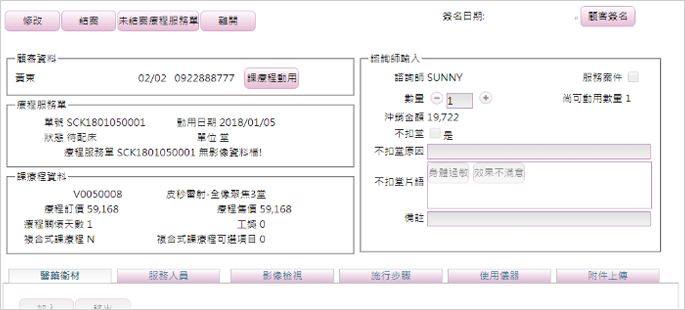 修改 結案 未結案療程服務單 離開 簽名日期: 顧客簽名
顧客資料
黃東 02/02 0922888777 課療程動用
療程服務單
單號 SCK1801050001 動用日期 2018/01/05
狀態 待配床 單位 堂
療程服務單 SCK1801050001 無影像資料檔!
課療程資料
V0050008 皮秒雷射-全像聚焦3堂
療程訂價 59,168 療程售價 59,168
療程關懷天數 1 工獎 0
複合式課療程 N 複合式課療程可選項目 0
諮詢師輸入
諮詢師 SUNNY 服務案件
數量 1 尚可動用數量 1
沖銷金額 19,722
不扣堂 是
不扣堂原因
不扣堂片語 身體過敏 效果不滿意
備註
醫藥衛材 服務人員 影像檢視 施行步驟 使用儀器 附件上傳
加入 移出